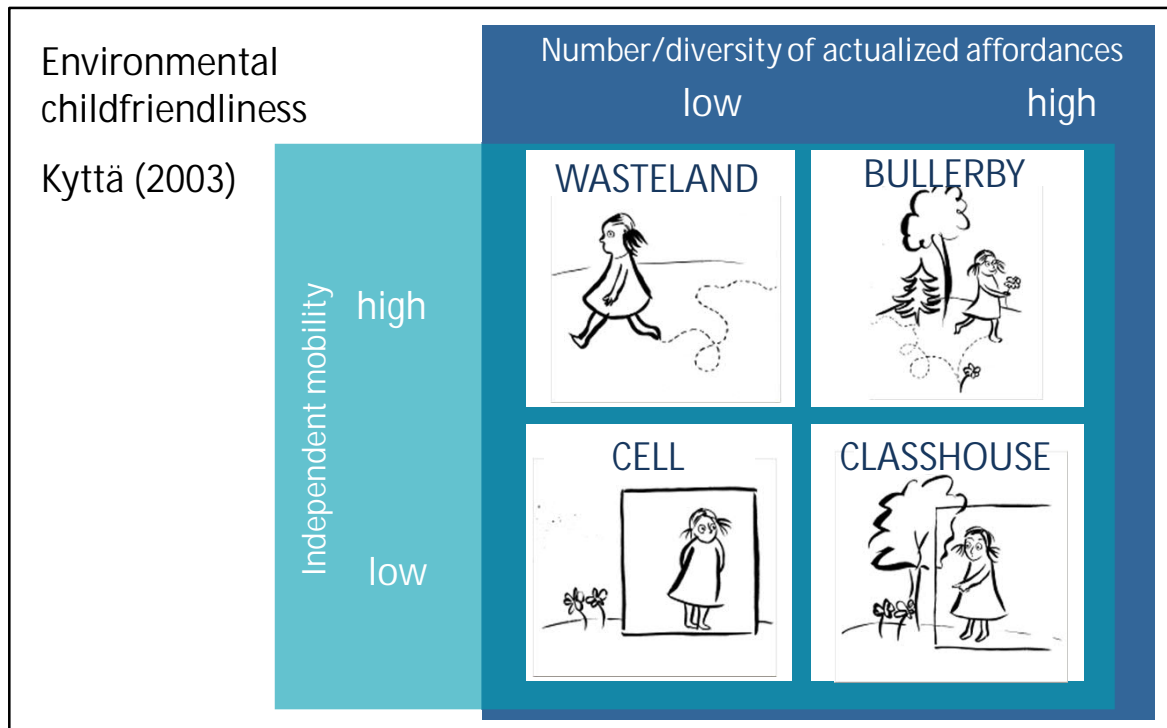 Environmental
childfriendliness
Kyttä (2003)
Number/diversity of actualized affordances
low
high
Independent mobility
high
low
WASTELAND
BULLERBY
CELL
CLASSHOUSE